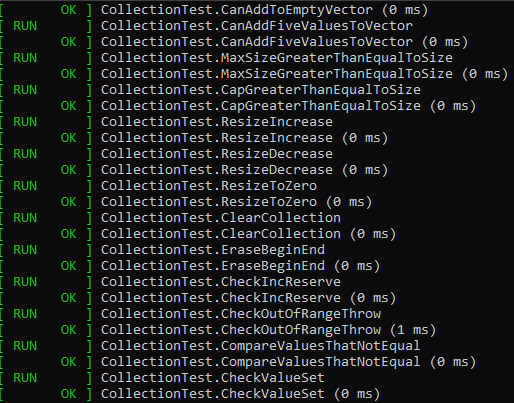 [       OK ] CollectionTest.CanAddToEmptyVector (0 ms)
[ RUN      ] CollectionTest.CanAddFiveValuesToVector
[       OK ] CollectionTest.CanAddFiveValuesToVector (0 ms)
[ RUN      ] CollectionTest.MaxSizeGreaterThanEqualToSize
[       OK ] CollectionTest.MaxSizeGreaterThanEqualToSize (0 ms)
[ RUN      ] CollectionTest.CapGreaterThanEqualToSize
[       OK ] CollectionTest.CapGreaterThanEqualToSize (0 ms)
[ RUN      ] CollectionTest.ResizeIncrease
[       OK ] CollectionTest.ResizeIncrease (0 ms)
[ RUN      ] CollectionTest.ResizeDecrease
[       OK ] CollectionTest.ResizeDecrease (0 ms)
[ RUN      ] CollectionTest.ResizeToZero
[       OK ] CollectionTest.ResizeToZero (0 ms)
[ RUN      ] CollectionTest.ClearCollection
[       OK ] CollectionTest.ClearCollection (0 ms)
[ RUN      ] CollectionTest.EraseBeginEnd
[       OK ] CollectionTest.EraseBeginEnd (0 ms)
[ RUN      ] CollectionTest.CheckIncReserve
[       OK ] CollectionTest.CheckIncReserve (0 ms)
[ RUN      ] CollectionTest.CheckOutOfRangeThrow
[       OK ] CollectionTest.CheckOutOfRangeThrow (1 ms)
[ RUN      ] CollectionTest.CompareValuesThatNotEqual
[       OK ] CollectionTest.CompareValuesThatNotEqual (0 ms)
[ RUN      ] CollectionTest.CheckValueSet
[       OK ] CollectionTest.CheckValueSet (0 ms)